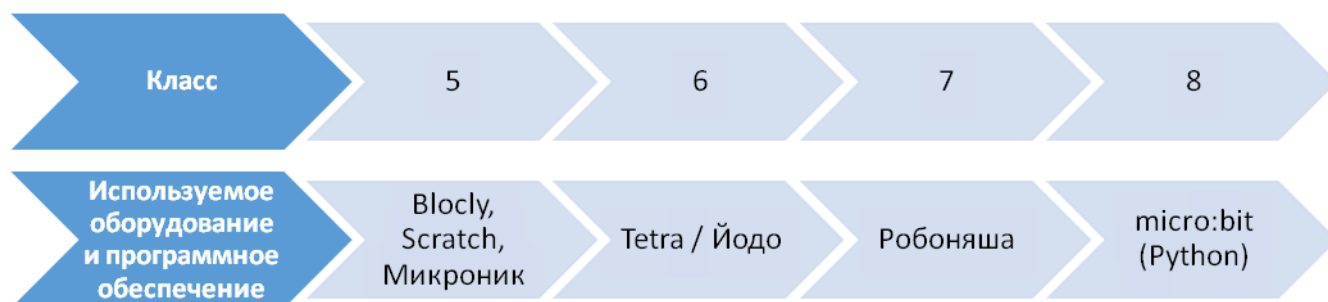 Класс
5
6
7
8
Используемое
оборудование
и программное
обеспечение
Blocly,
Scratch,
Микроник
Tetra / Йодо
Робоняша
micro:bit
(Python)